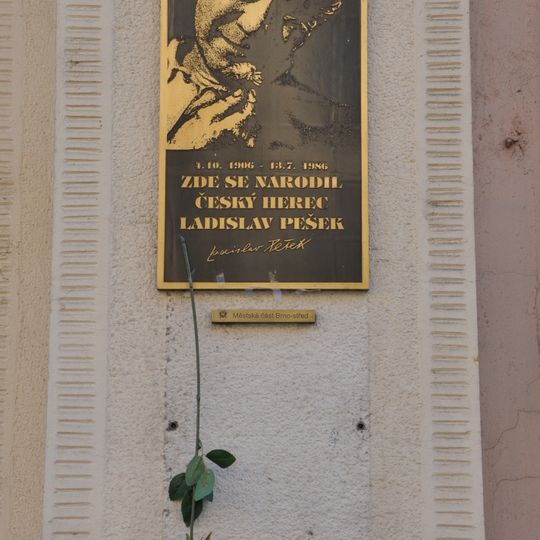 4.10. 1906 - 13.7. 1986
ZDE SE NARODIL
ČESKÝ HEREC
LADISLAV PEŠEK
Ladislav Pešek
Městská část Brno-střed